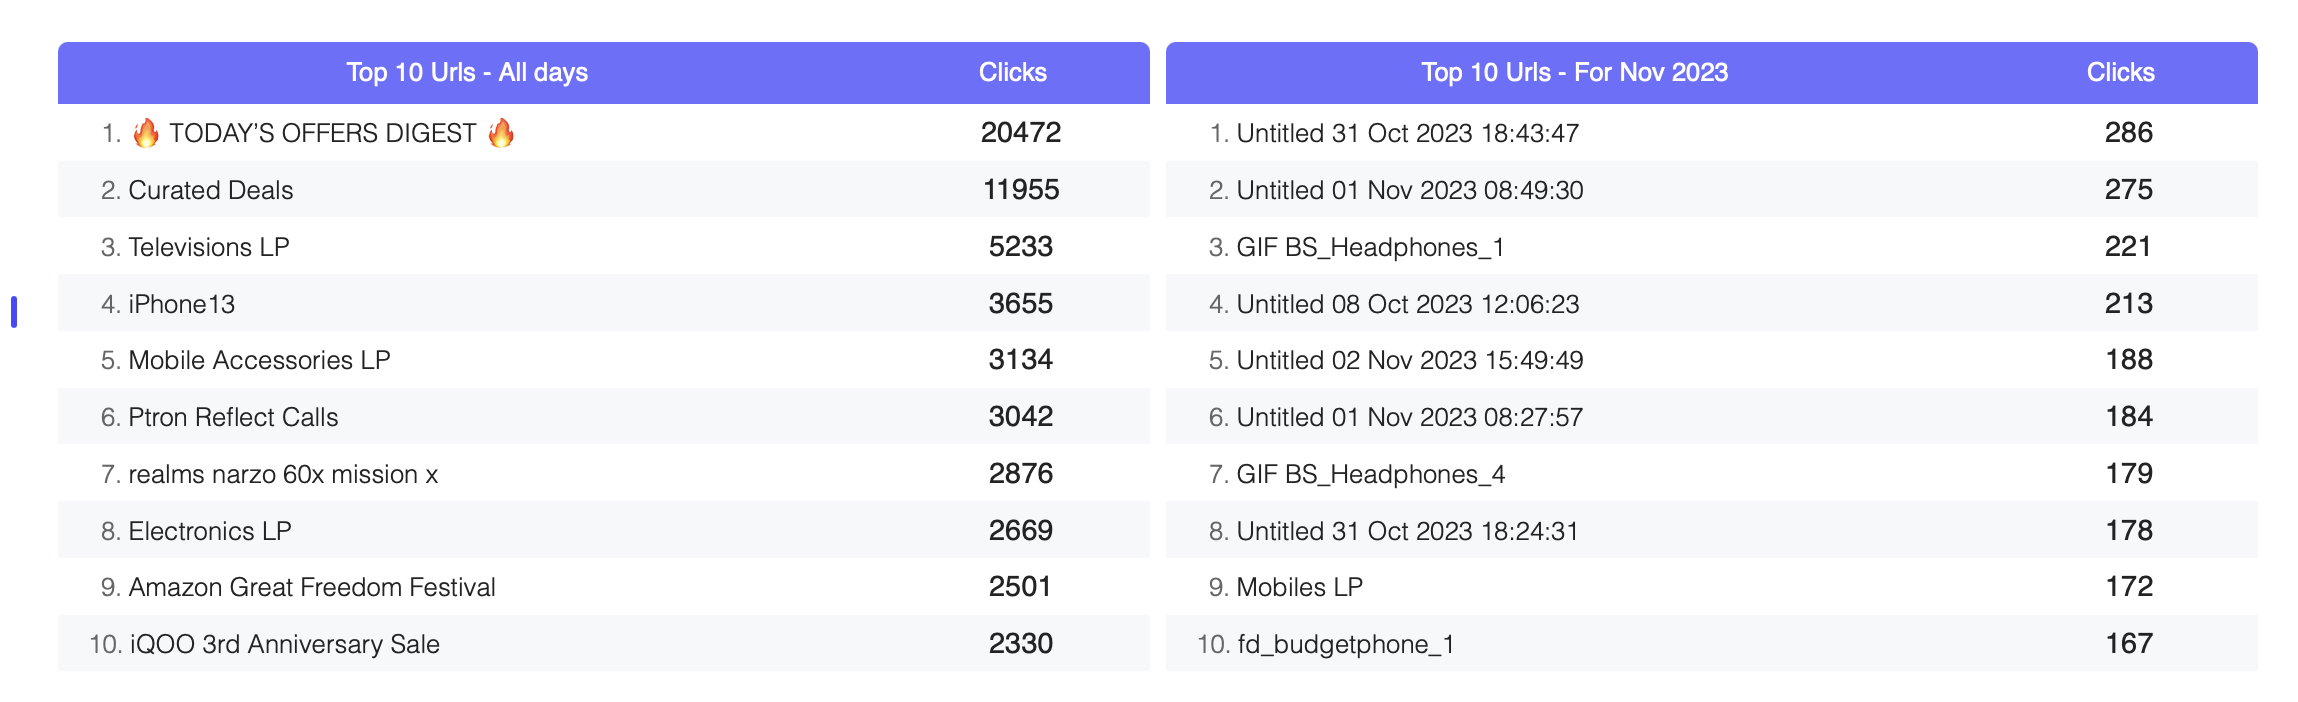 Top 10 Urls - All days Clicks
1. 🔥 TODAY’S OFFERS DIGEST 🔥 20472
2. Curated Deals 11955
3. Televisions LP 5233
4. iPhone13 3655
5. Mobile Accessories LP 3134
6. Ptron Reflect Calls 3042
7. realms narzo 60x mission x 2876
8. Electronics LP 2669
9. Amazon Great Freedom Festival 2501
10. iQOO 3rd Anniversary Sale 2330
Top 10 Urls - For Nov 2023 Clicks
1. Untitled 31 Oct 2023 18:43:47 286
2. Untitled 01 Nov 2023 08:49:30 275
3. GIF BS_Headphones_1 221
4. Untitled 08 Oct 2023 12:06:23 213
5. Untitled 02 Nov 2023 15:49:49 188
6. Untitled 01 Nov 2023 08:27:57 184
7. GIF BS_Headphones_4 179
8. Untitled 31 Oct 2023 18:24:31 178
9. Mobiles LP 172
10. fd_budgetphone_1 167